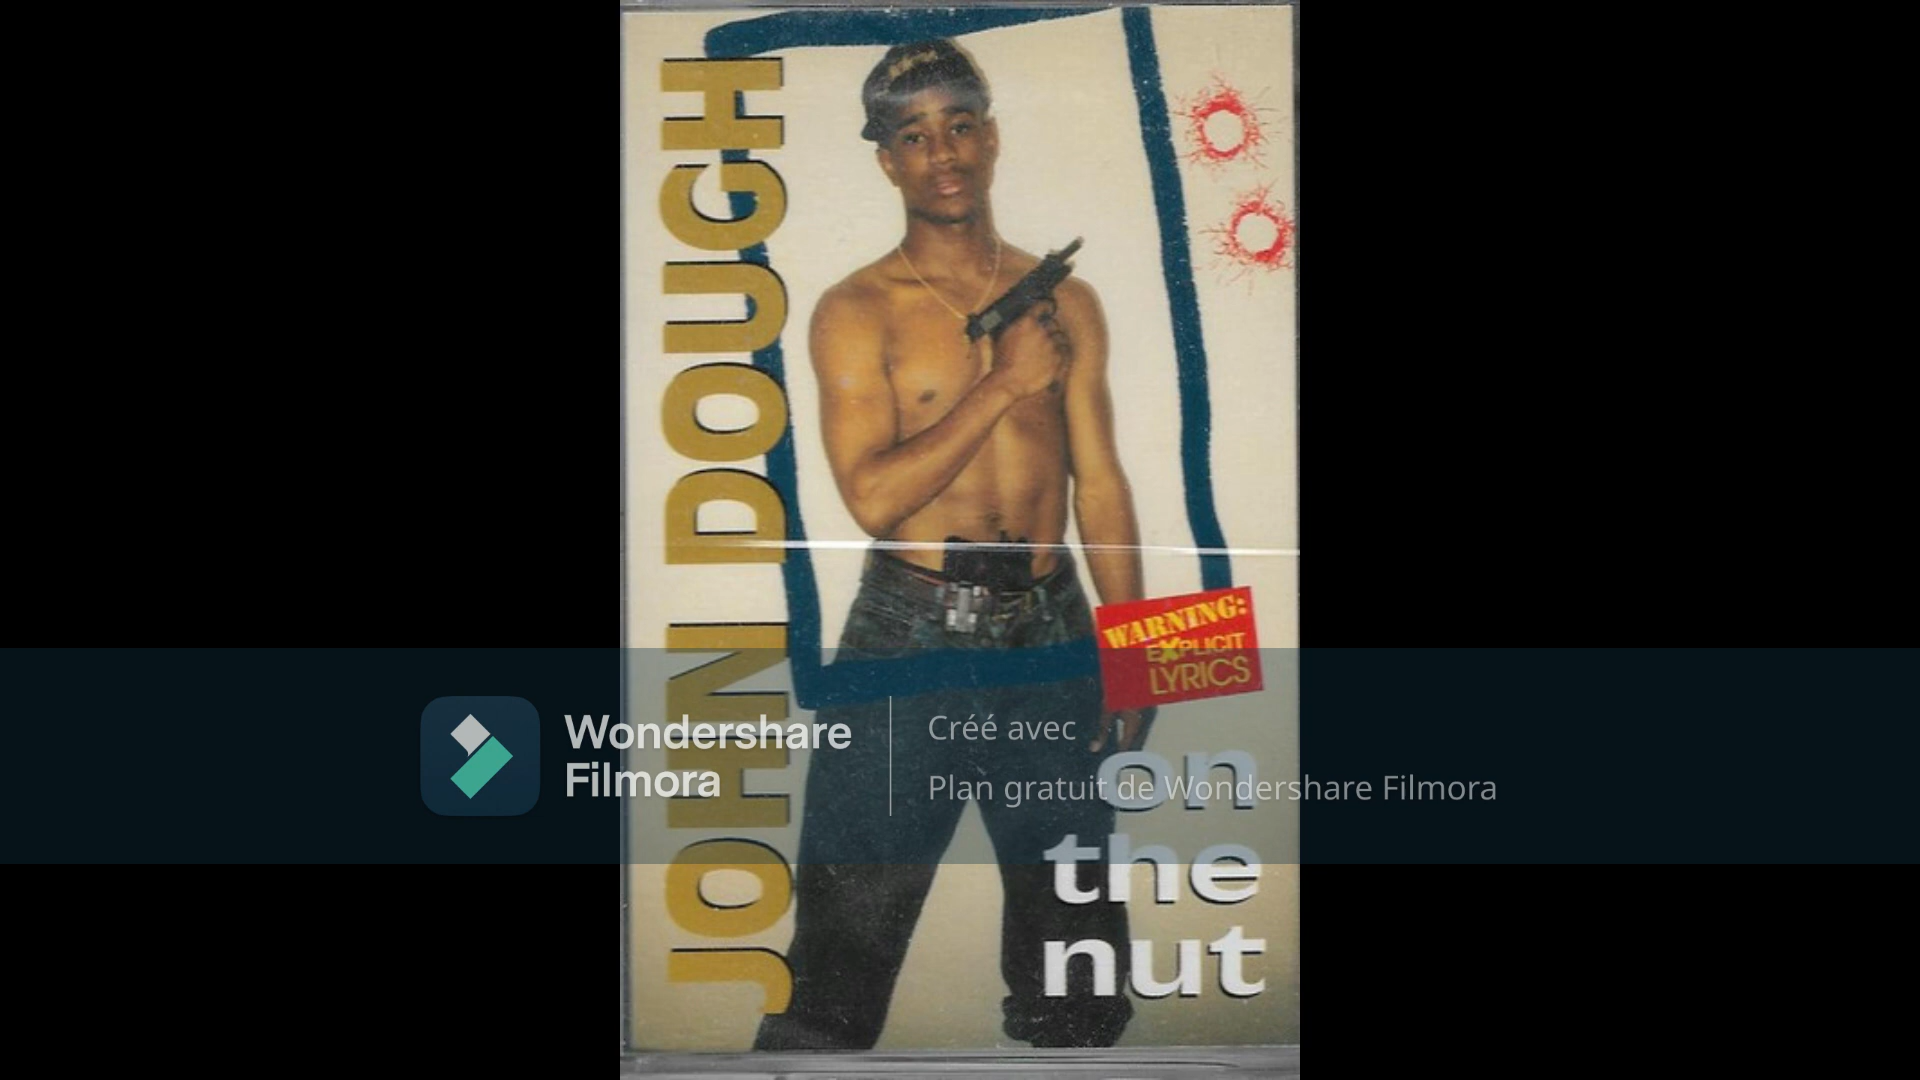 JOHN DOUGH
WARNING:
EXPLICIT
LYRICS
on
the
nut
Wondershare
Filmora
Créé avec
Plan gratuit de Wondershare Filmora